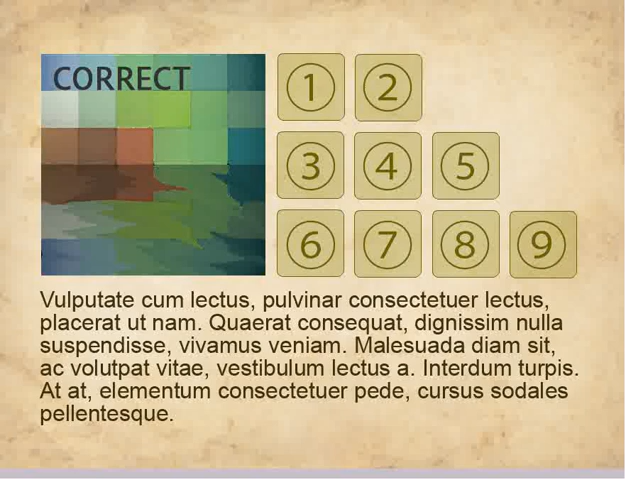 CORRECT
1 2
3 4 5
6 7 8 9
Vulputate cum lectus, pulvinar consectetuer lectus,
placerat ut nam. Quaerat consequat, dignissim nulla
suspendisse, vivamus veniam. Malesuada diam sit,
ac volutpat vitae, vestibulum lectus a. Interdum turpis.
At at, elementum consectetuer pede, cursus sodales
pellentesque.